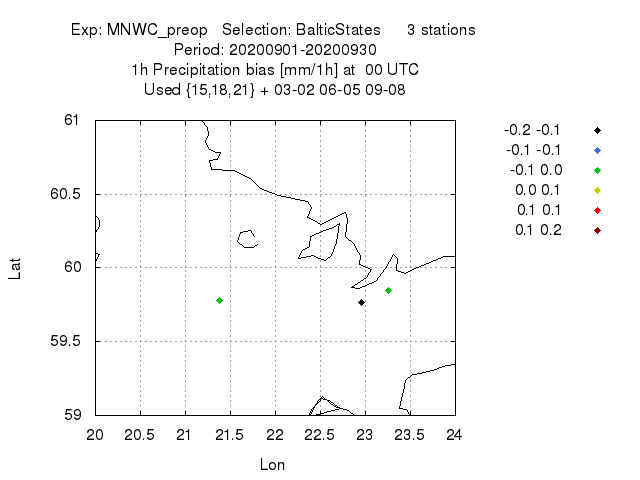 Exp: MNWC_preop Selection: BalticStates 3 stations
Period: 20200901-20200930
1h Precipitation bias [mm/1h] at 00 UTC
Used {15,18,21} + 03-02 06-05 09-08
61
60.5
60
59.5
59
Lat
20 20.5 21 21.5 22 22.5 23 23.5 24
Lon
-0.2 -0.1
-0.1 -0.1
-0.1 0.0
0.0 0.1
0.1 0.1
0.1 0.2